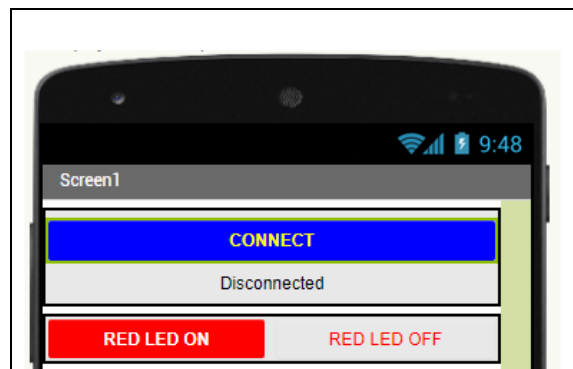 9:48
Screen1
CONNECT
Disconnected
RED LED ON RED LED OFF